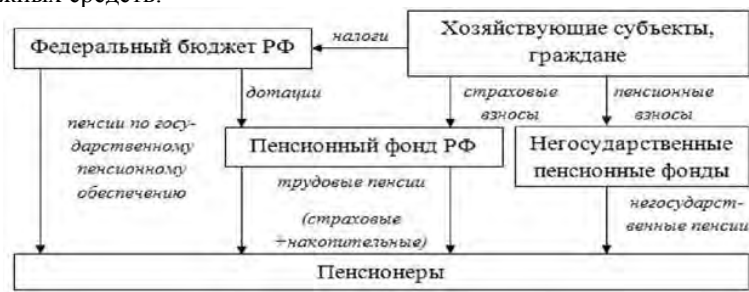 Федеральный бюджет РФ
налоги
Хозяйствующие субъекты,
граждане
дотации
страховые
взносы
пенсионные
взносы
пенсии по госу-
дарственному
пенсионному
обеспечению
Пенсионный фонд РФ
Негосударственные
пенсионные фонды
трудовые пенсии
(страховые
+накопительные)
негосударст-
венные пенсии
Пенсионеры